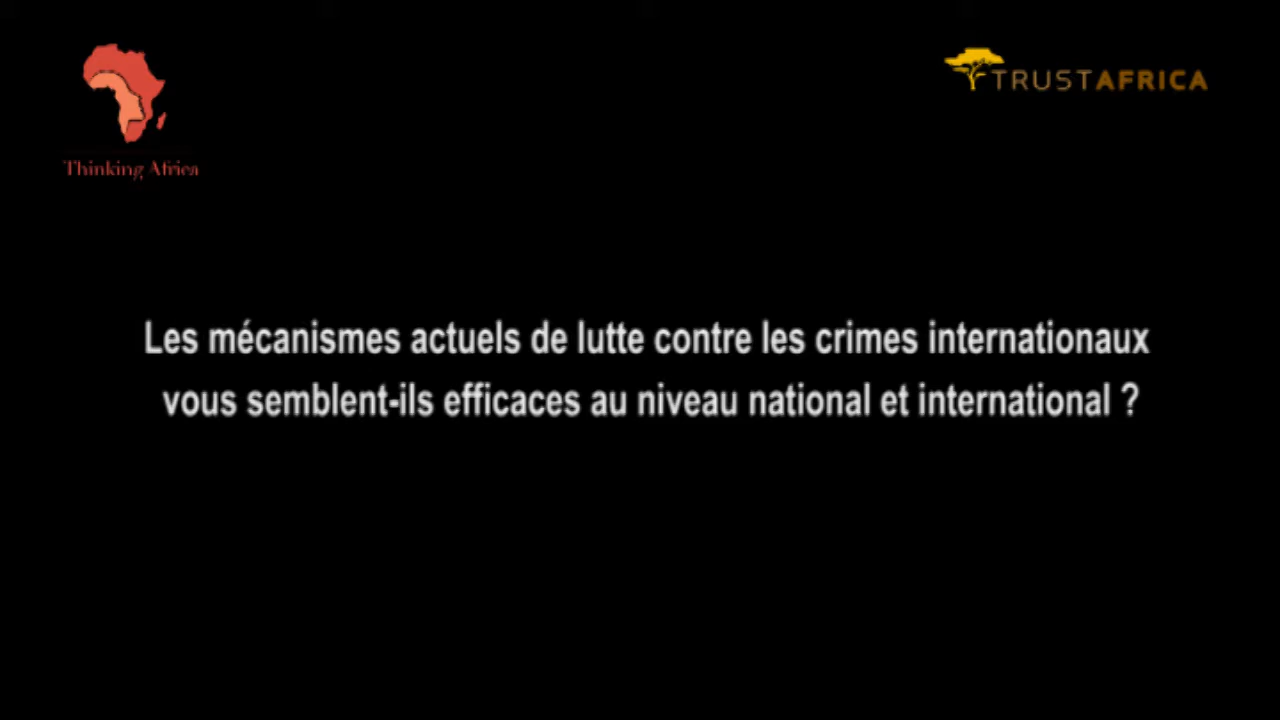 TRUSTAFRICA
Thinking Africa
Les mécanismes actuels de lutte contre les crimes internationaux
vous semblent-ils efficaces au niveau national et international ?